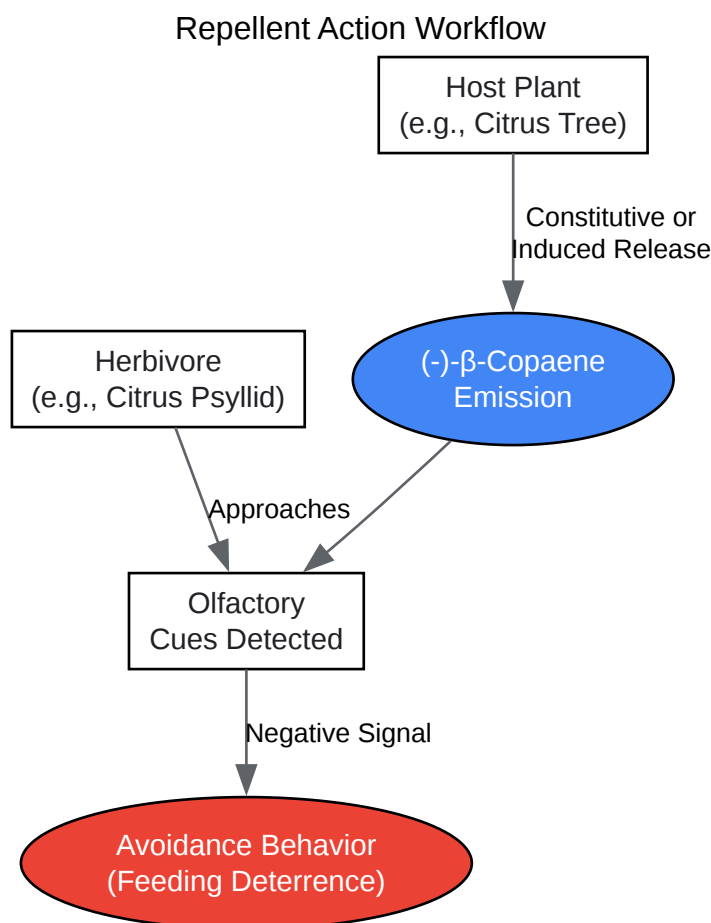 Repellent Action Workflow
Host Plant
(e.g., Citrus Tree)
Constitutive or
Induced Release
Herbivore
(e.g., Citrus Psyllid)
(-)-β-Copaene
Emission
Approaches
Olfactory
Cues Detected
Negative Signal
Avoidance Behavior
(Feeding Deterrence)